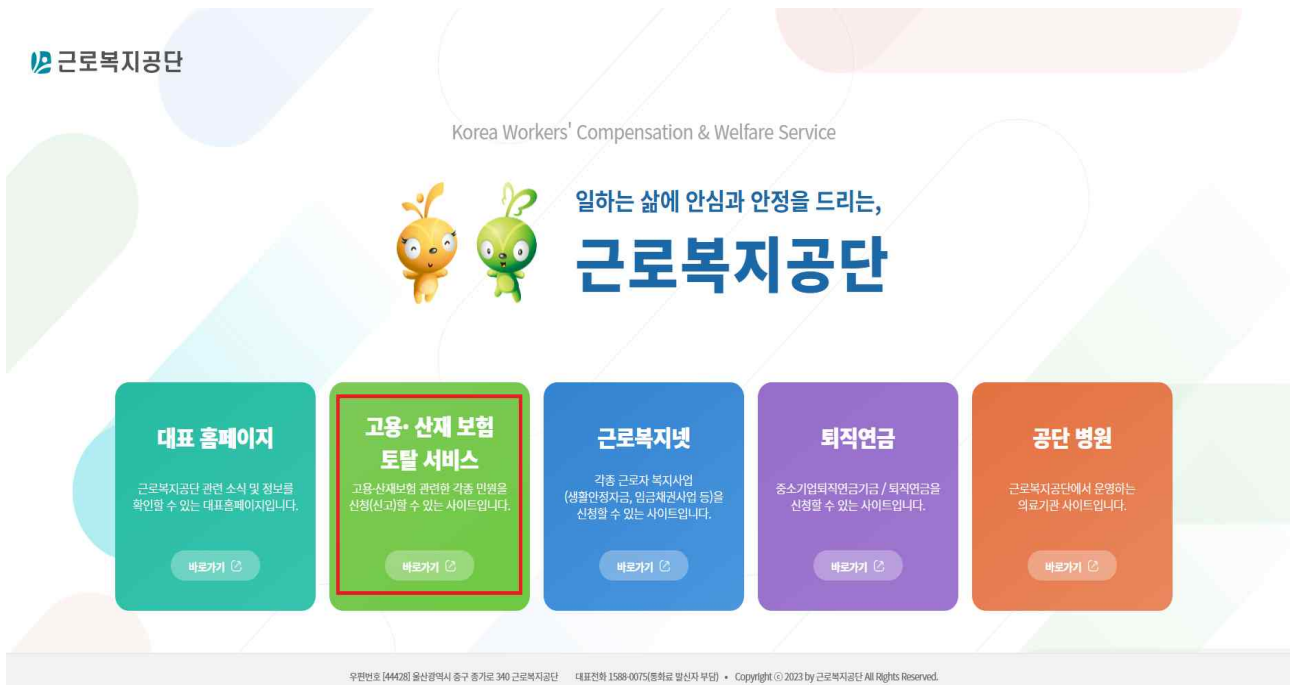 근로복지공단
Korea Workers' Compensation & Welfare Service
일하는 삶에 안심과 안정을 드리는,
근로복지공단
대표 홈페이지
근로복지공단 관련 소식 및 정보를
확인할 수 있는 대표홈페이지입니다.
바로가기
고용· 산재 보험
토탈 서비스
고용·산재보험 관련한 각종 민원을
신청(신고)할 수 있는 사이트입니다.
바로가기
근로복지넷
각종 근로자 복지사업
(생활안정자금, 임금채권사업 등)을
신청할 수 있는 사이트입니다.
바로가기
퇴직연금
중소기업퇴직연금기금 / 퇴직연금을
신청할 수 있는 사이트입니다.
바로가기
공단 병원
근로복지공단에서 운영하는
의료기관 사이트입니다.
바로가기
우편번호 [44428] 울산광역시 중구 종가로 340 근로복지공단 대표전화 1588-0075(통화료 발신자 부담) • Copyright ⓒ 2023 by 근로복지공단 All Rights Reserved.